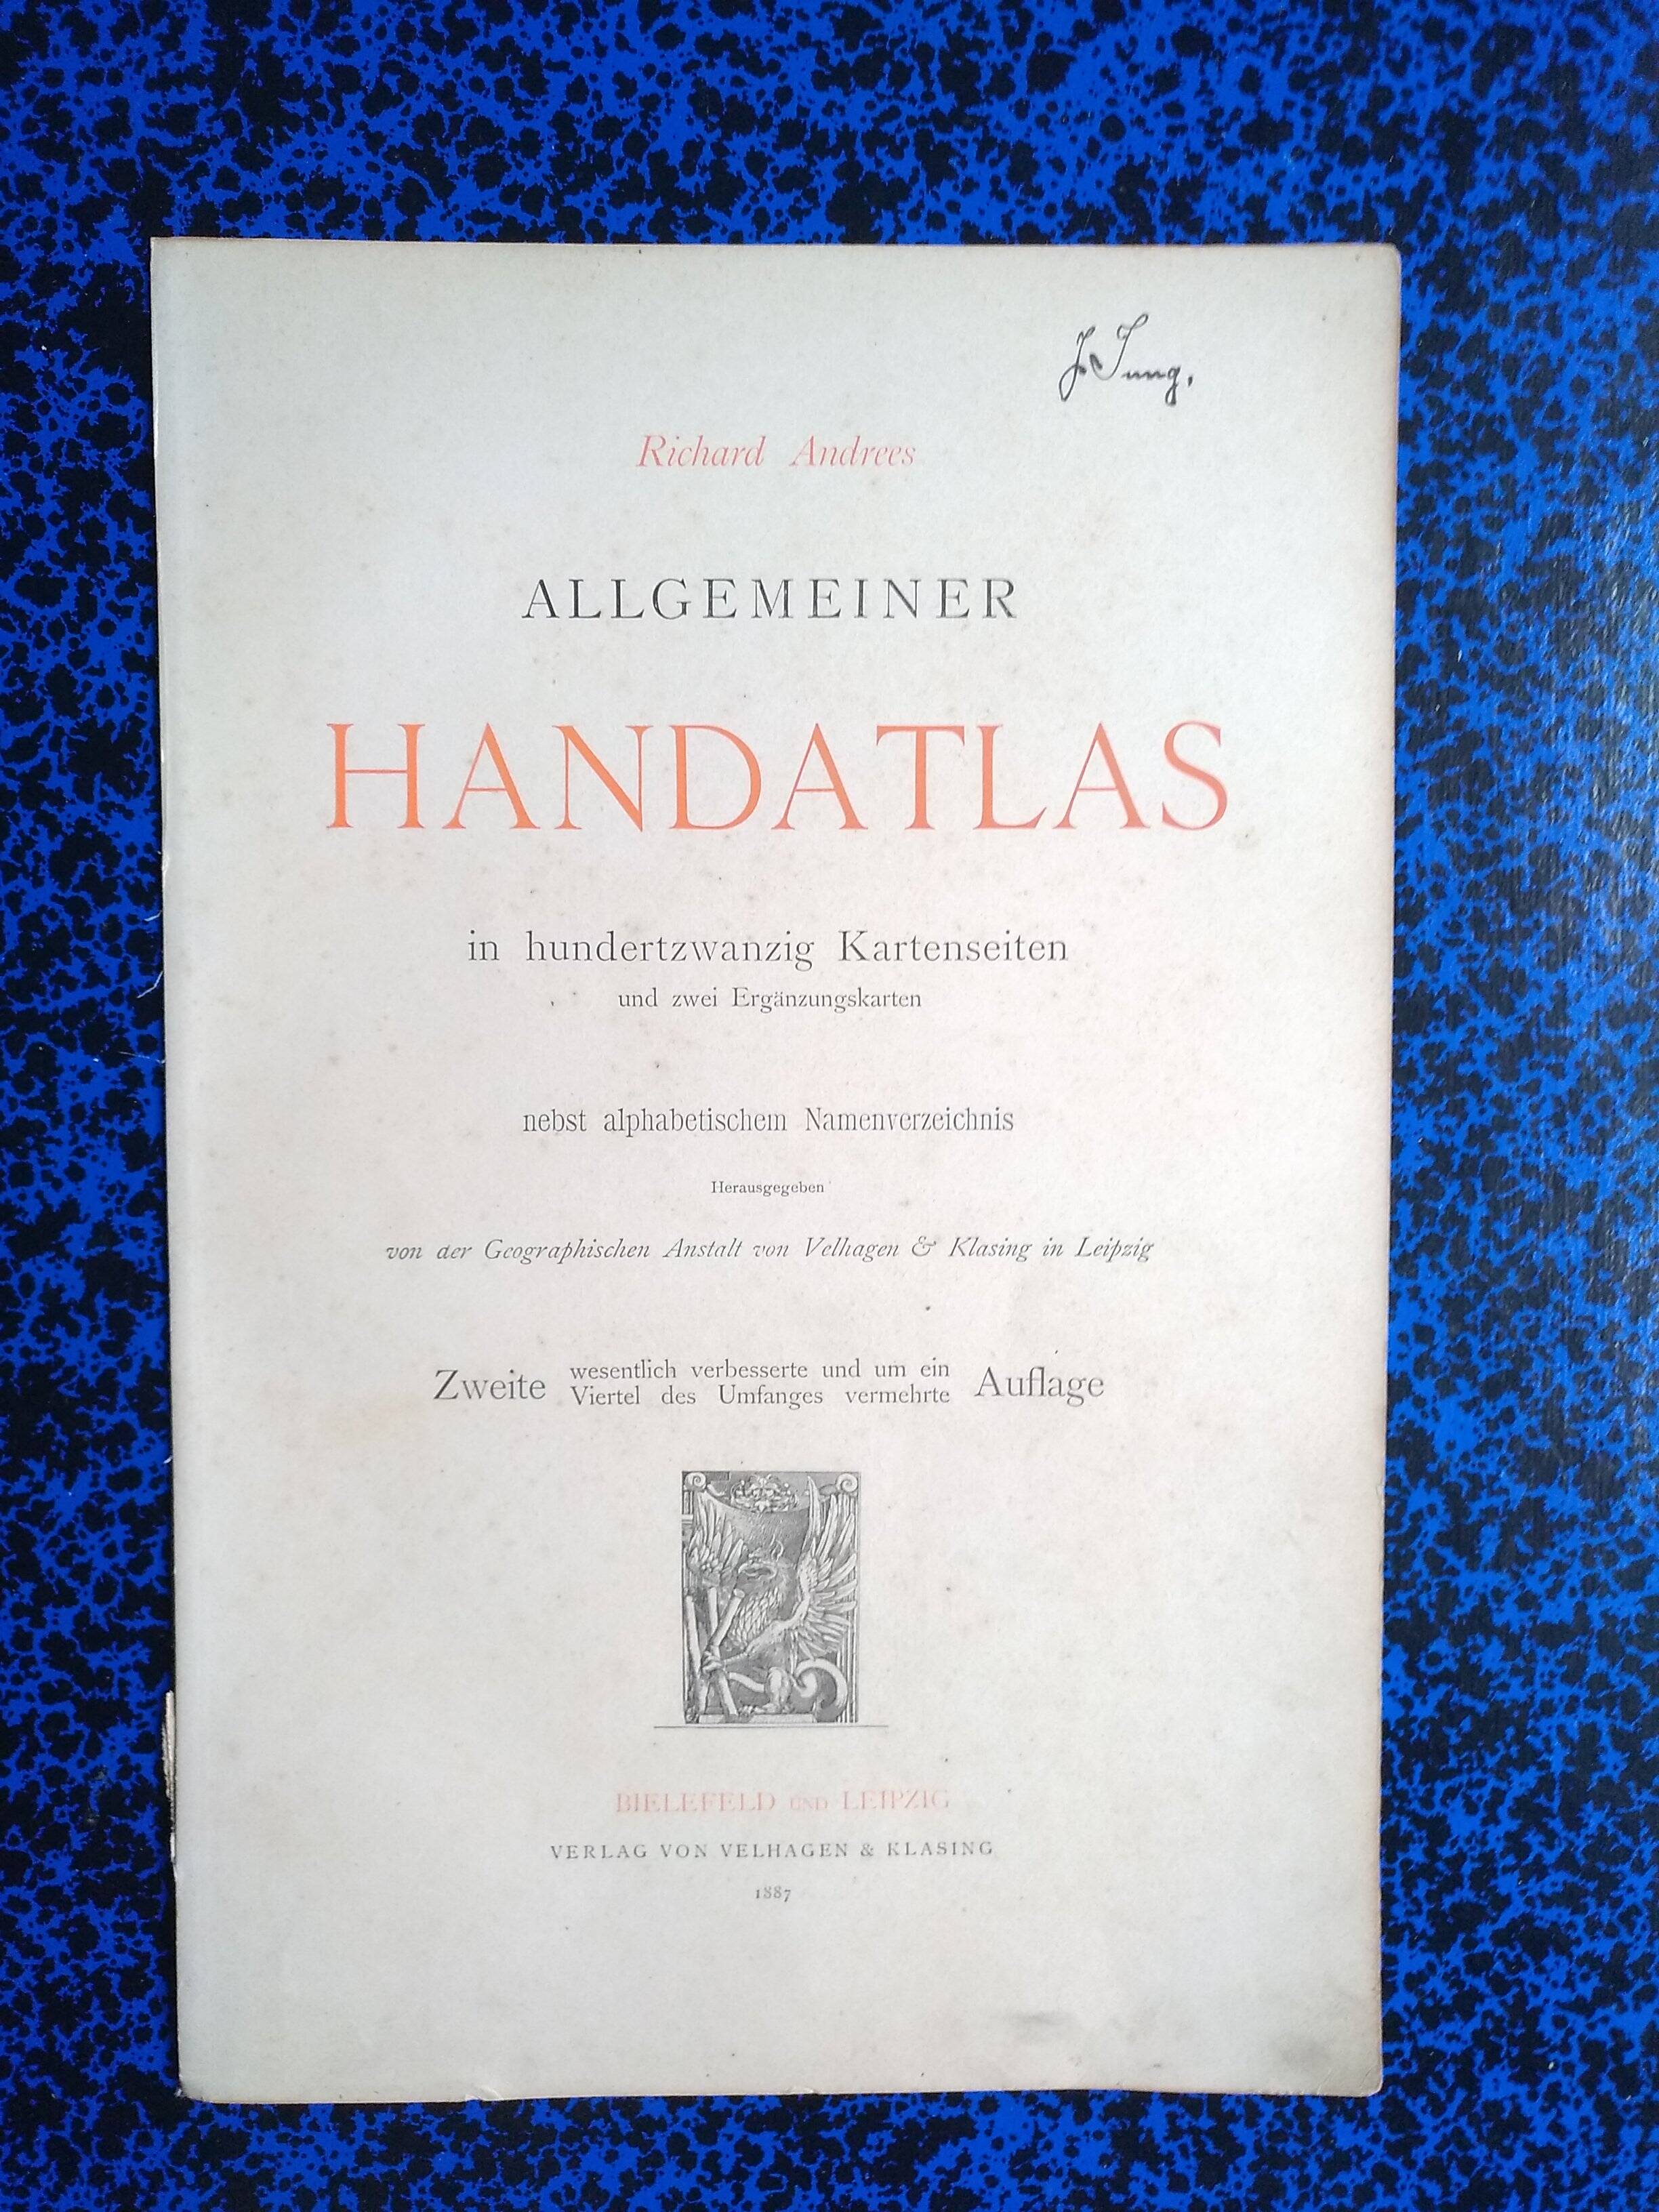 J. Jung.
Richard Andrees
ALLGEMEINER
HANDATLAS
in hundertzwanzig Kartenseiten
und zwei Ergänzungskarten
nebst alphabetischem Namenverzeichnis
Herausgegeben
von der Geographischen Anstalt von Velhagen & Klasing in Leipzig
Zweite wesentlich verbesserte und um ein Viertel des Umfanges vermehrte Auflage
BIELEFELD UND LEIPZIG
VERLAG VON VELHAGEN & KLASING
1887